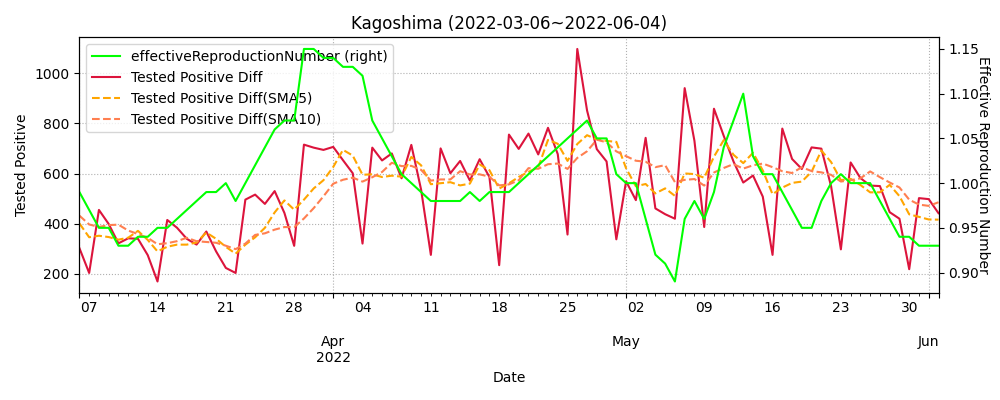 Kagoshima (2022-03-06~2022-06-04)
effectiveReproductionNumber (right)
Tested Positive Diff
Tested Positive Diff(SMA5)
Tested Positive Diff(SMA10)
Tested Positive
1000
800
600
400
200
1.15
1.10
1.05
1.00
0.95
0.90
Effective Reproduction Number
07 14 21 28 04 11 18 25 02 09 16 23 30
Apr May Jun
2022
Date